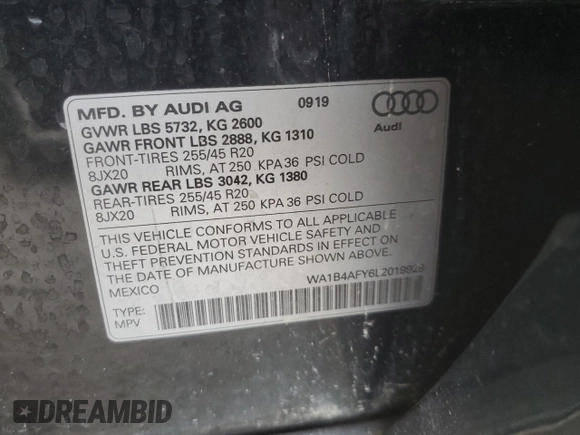 MFD. BY AUDI AG 0919
GVWR LBS 5732, KG 2600
GAWR FRONT LBS 2888, KG 1310
FRONT-TIRES 255/45 R20
8JX20 RIMS, AT 250 KPA 36 PSI COLD
GAWR REAR LBS 3042, KG 1380
REAR-TIRES 255/45 R20
8JX20 RIMS, AT 250 KPA 36 PSI COLD
Audi
THIS VEHICLE CONFORMS TO ALL APPLICABLE
U.S. FEDERAL MOTOR VEHICLE SAFETY AND
THEFT PREVENTION STANDARDS IN EFFECT ON
THE DATE OF MANUFACTURE SHOWN ABOVE.
MEXICO
TYPE:
MPV
DREAMBID